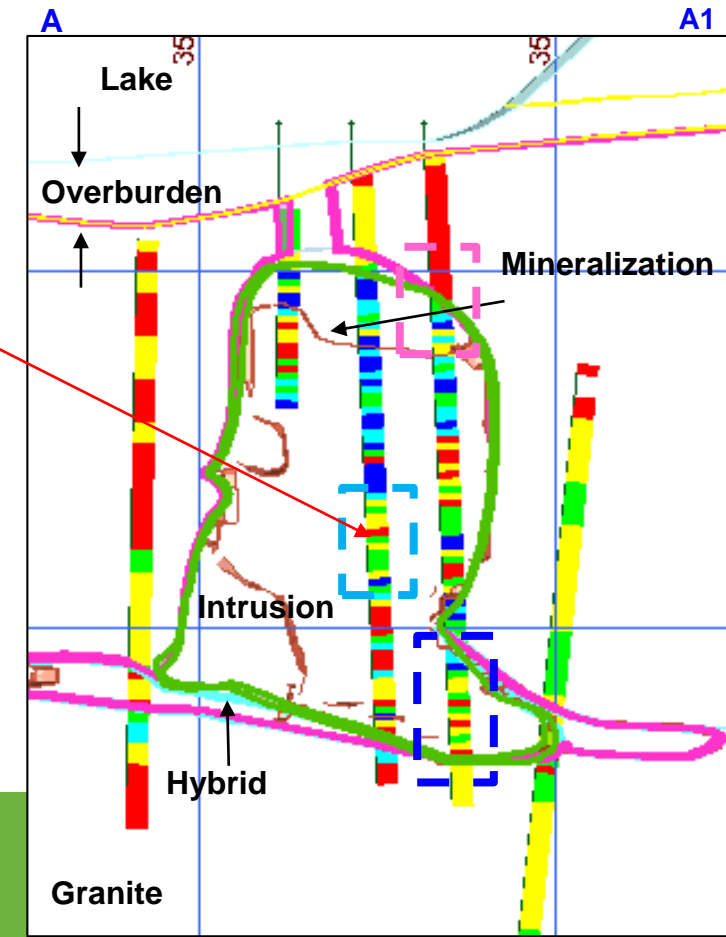 A
A1
35
35
Lake
Overburden
Mineralization
Intrusion
Hybrid
Granite